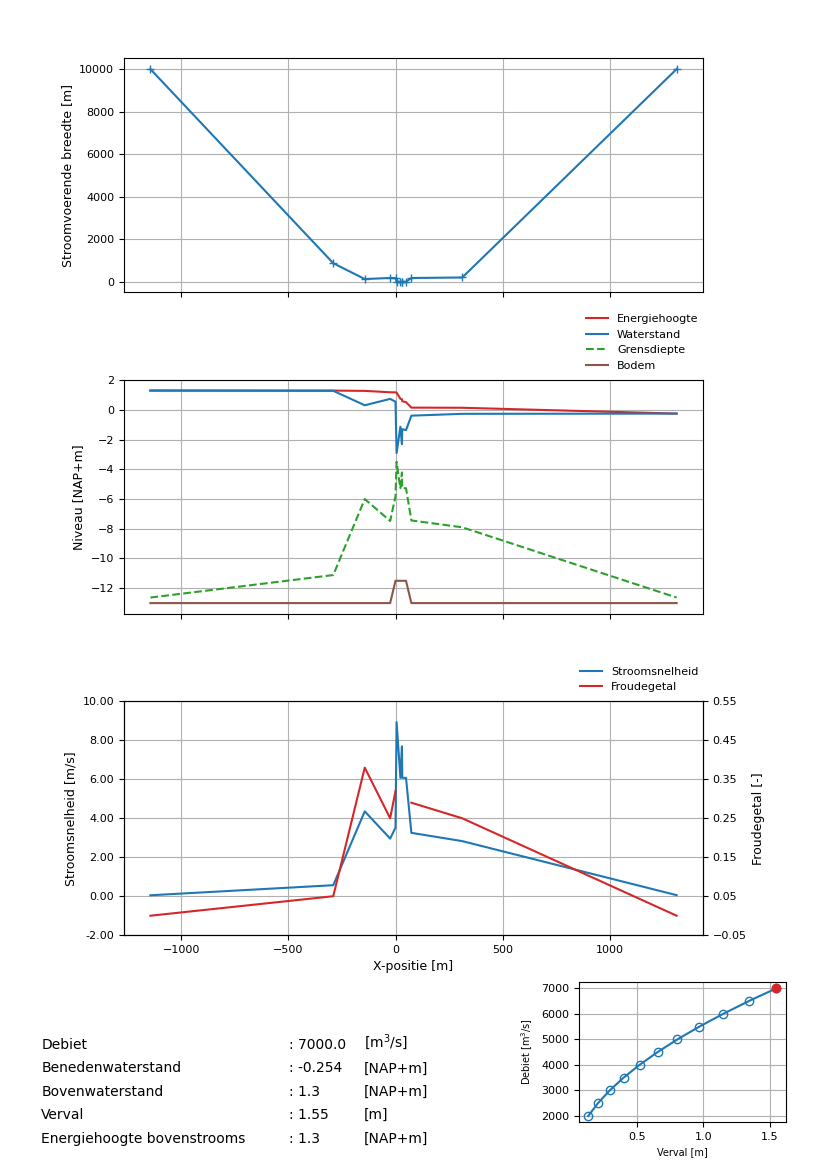 10000
8000
6000
4000
2000
0
Stroomvoerende breedte [m]
Energiehoogte
Waterstand
Grensdiepte
Bodem
2
0
−2
−4
−6
−8
−10
−12
Niveau [NAP+m]
Stroomsnelheid
Froudegetal
10.00
8.00
6.00
4.00
2.00
0.00
-2.00
Stroomsnelheid [m/s]
0.55
0.45
0.35
0.25
0.15
0.05
−0.05
Froudegetal [-]
−1000 −500 0 500 1000
X-positie [m]
Debiet : 7000.0 [m³/s]
Benedenwaterstand : -0.254 [NAP+m]
Bovenwaterstand : 1.3 [NAP+m]
Verval : 1.55 [m]
Energiehoogte bovenstrooms : 1.3 [NAP+m]
7000
6000
5000
4000
3000
2000
Debiet [m³/s]
0.5 1.0 1.5
Verval [m]